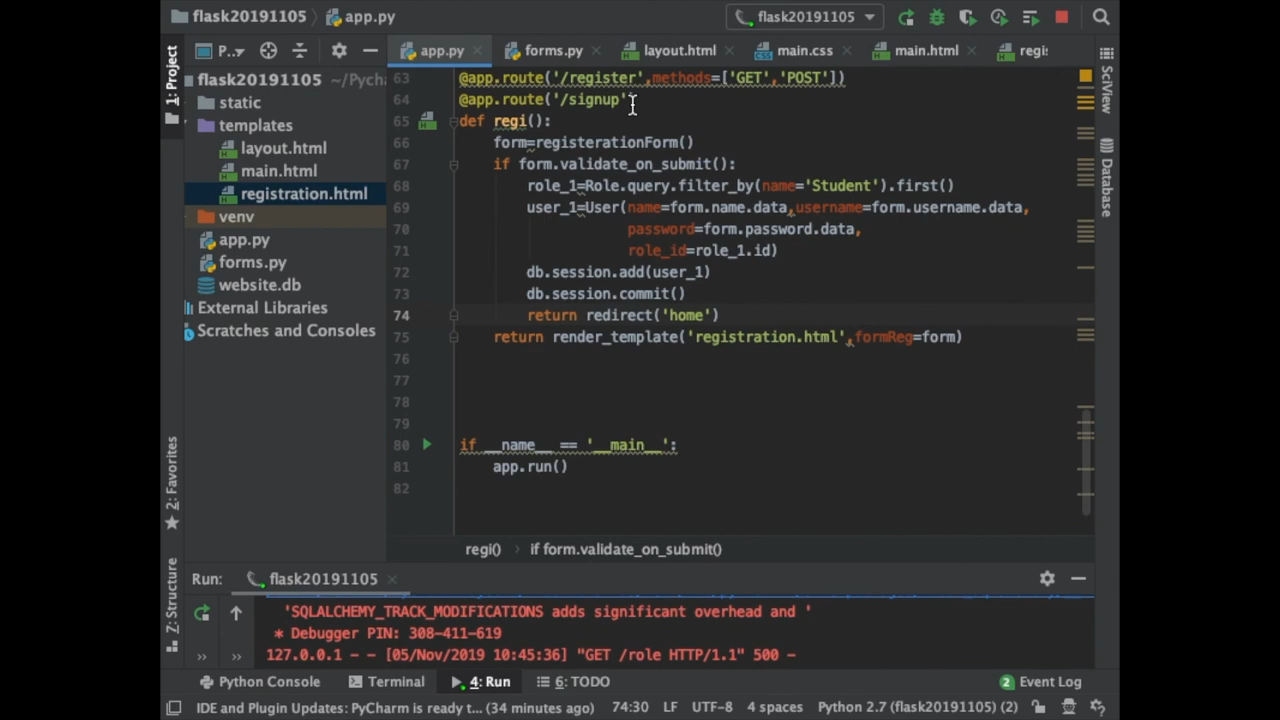 flask20191105 app.py
flask20191105
P..
app.py
forms.py
layout.html
main.css
main.html
regi:
1: Project
flask20191105 ~/Pycha
static
templates
layout.html
main.html
registration.html
venv
app.py
forms.py
website.db
External Libraries
Scratches and Consoles
63 @app.route('/register',methods=['GET','POST'])
64 @app.route('/signup'
65 def regi():
66 form=registerationForm()
67 if form.validate_on_submit():
68 role_1=Role.query.filter_by(name='Student').first()
69 user_1=User(name=form.name.data,username=form.username.data,
70 password=form.password.data,
71 role_id=role_1.id)
72 db.session.add(user_1)
73 db.session.commit()
74 return redirect('home')
75 return render_template('registration.html',formReg=form)
76
77
78
79
80 if __name__ == '__main__':
81 app.run()
82
regi() › if form.validate_on_submit()
SciView
Database
2: Favorites
Z: Structure
Run: flask20191105
'SQLALCHEMY_TRACK_MODIFICATIONS adds significant overhead and '
* Debugger PIN: 308-411-619
127.0.0.1 - - [05/Nov/2019 10:45:36] "GET /role HTTP/1.1" 500 -
Python Console Terminal 4: Run 6: TODO 2 Event Log
IDE and Plugin Updates: PyCharm is ready t... (34 minutes ago) 74:30 LF UTF-8 4 spaces Python 2.7 (flask20191105) (2)